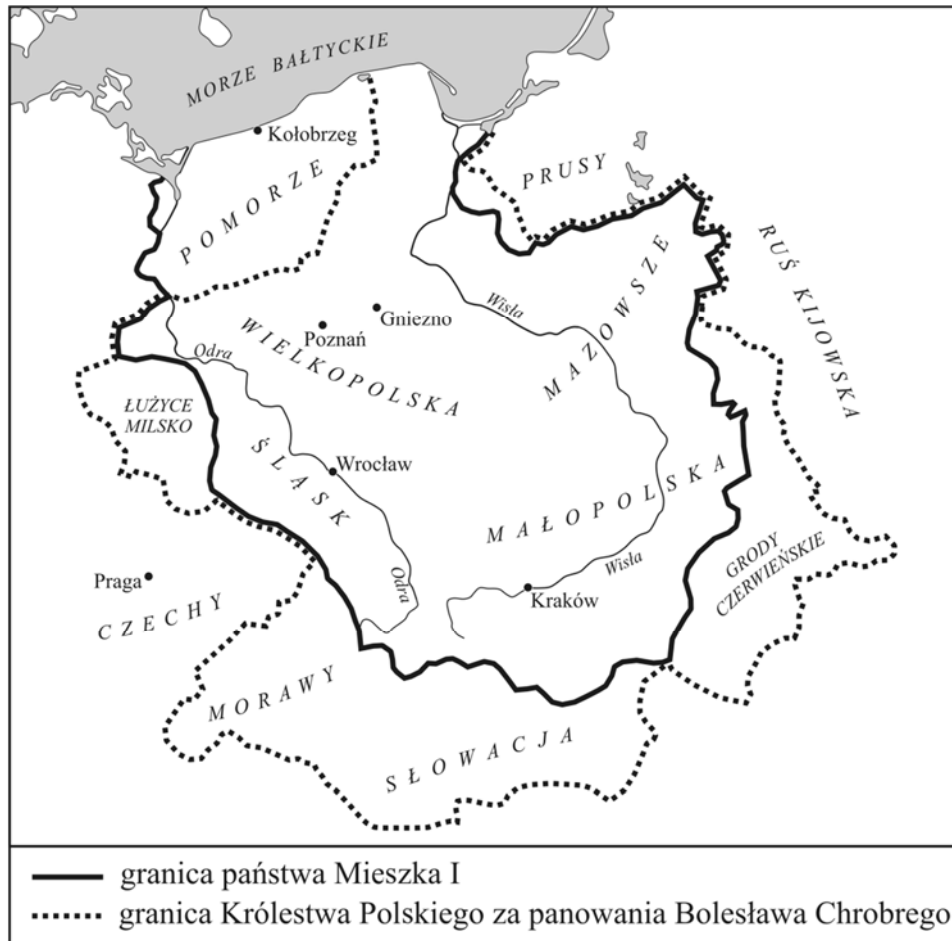 MORZE BAŁTYCKIE
Kołobrzeg
PRUSY
POMORZE
RUŚ KIJOWSKA
Wisła
Gniezno
Poznań
MAZOWSZE
Odra
WIELKOPOLSKA
ŁUŻYCE
MILSKO
ŚLĄSK
Wrocław
MAŁOPOLSKA
GRODY
CZERWIEŃSKIE
Wisła
Odra
Praga
Kraków
CZECHY
MORAWY
SŁOWACJA
granica państwa Mieszka I
granica Królestwa Polskiego za panowania Bolesława Chrobrego